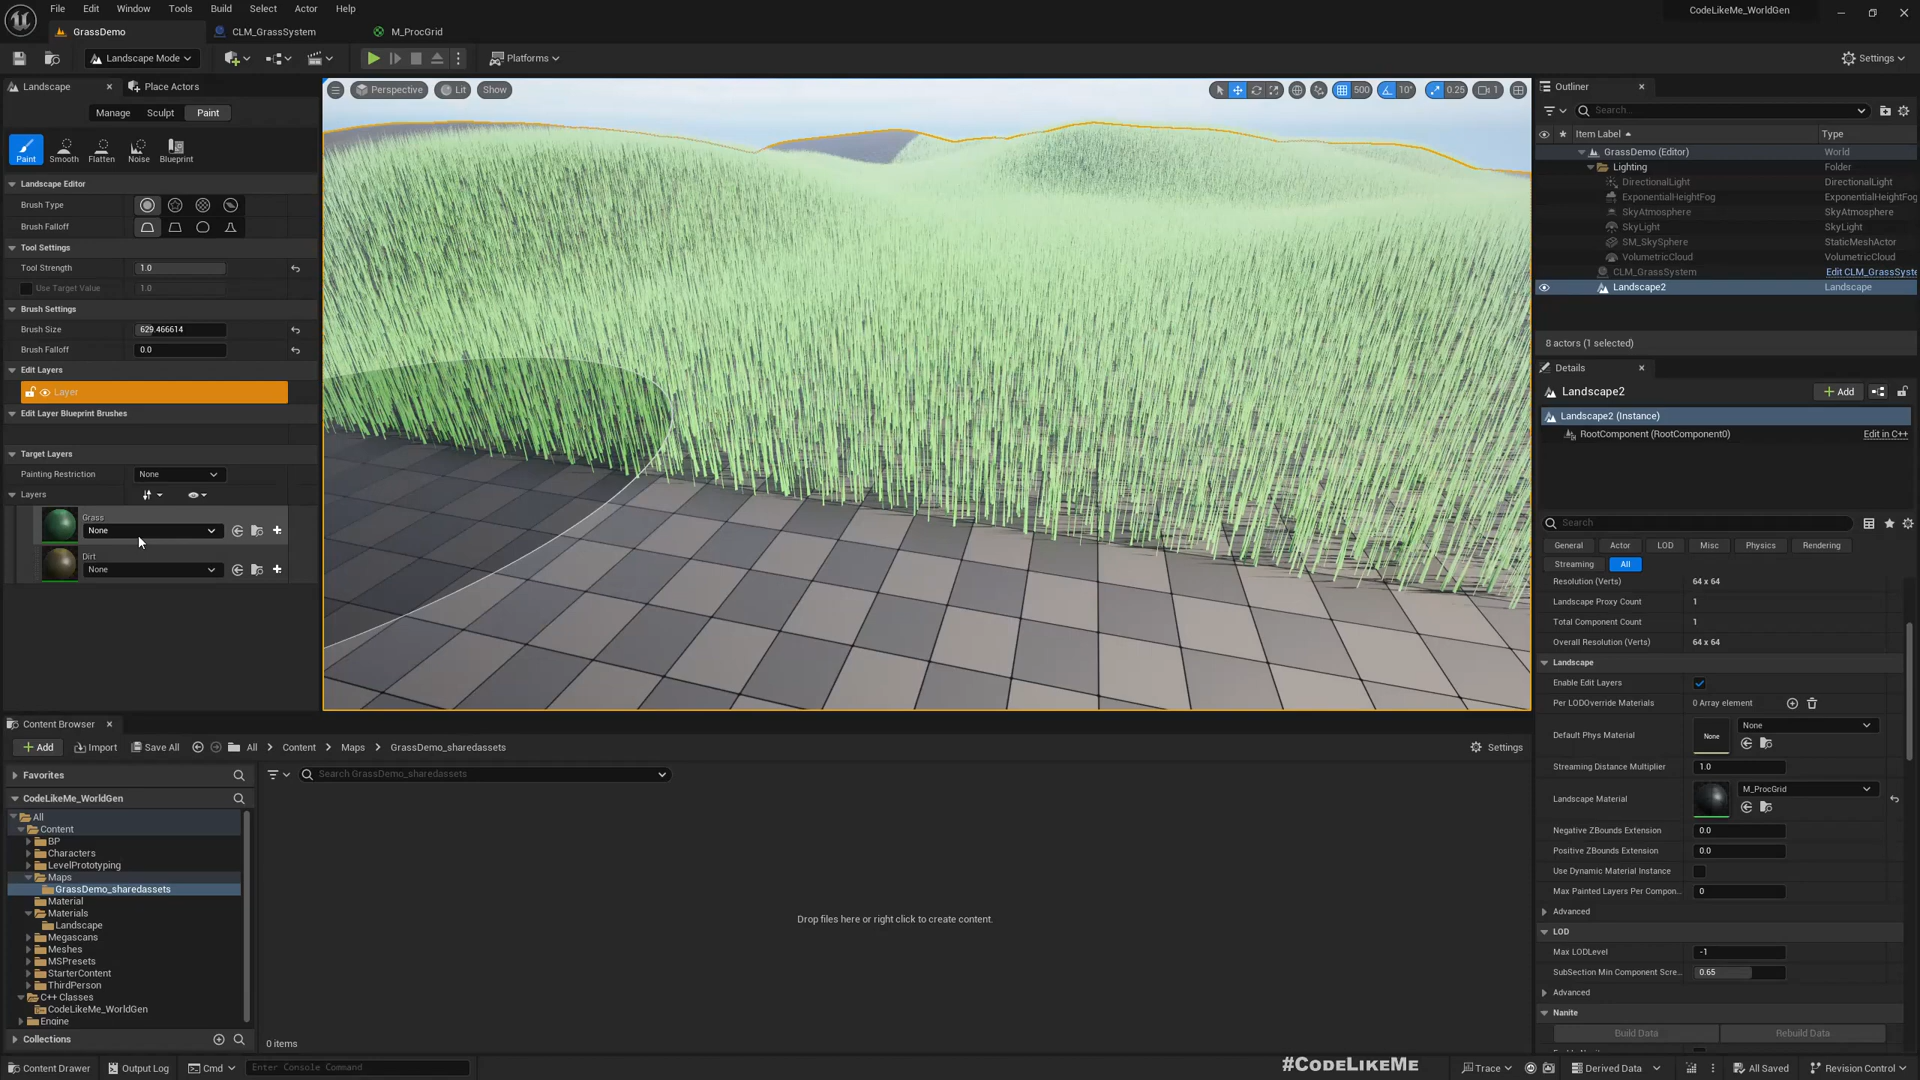 File Edit Window Tools Build Select Actor Help
CodeLikeMe_WorldGen
GrassDemo
CLM_GrassSystem
M_ProcGrid
Landscape Mode
Platforms
Settings
Landscape
Place Actors
Manage
Sculpt
Paint
Paint
Smooth
Flatten
Noise
Blueprint
Landscape Editor
Brush Type
Brush Falloff
Tool Settings
Tool Strength 1.0
Use Target Value 1.0
Brush Settings
Brush Size 629.466614
Brush Falloff 0.0
Edit Layers
Layer
Edit Layer Blueprint Brushes
Target Layers
Painting Restriction None
Layers
Grass
None
Dirt
None
Perspective
Lit
Show
500
10°
0.25
1
Outliner
Search...
Item Label
Type
GrassDemo (Editor) World
Lighting Folder
DirectionalLight DirectionalLight
ExponentialHeightFog ExponentialHeightFog
SkyAtmosphere SkyAtmosphere
SkyLight SkyLight
SM_SkySphere StaticMeshActor
VolumetricCloud VolumetricCloud
CLM_GrassSystem Edit CLM_GrassSyste
Landscape2 Landscape
8 actors (1 selected)
Details
Landscape2
Add
Landscape2 (Instance)
RootComponent (RootComponent0) Edit in C++
Search
General
Actor
LOD
Misc
Physics
Rendering
Streaming
All
Resolution (Verts) 64 x 64
Landscape Proxy Count 1
Total Component Count 1
Overall Resolution (Verts) 64 x 64
Landscape
Enable Edit Layers
Per LODOverride Materials 0 Array element
Default Phys Material None None
Streaming Distance Multiplier 1.0
Landscape Material M_ProcGrid
Negative ZBounds Extension 0.0
Positive ZBounds Extension 0.0
Use Dynamic Material Instance
Max Painted Layers Per Compon... 0
Advanced
LOD
Max LODLevel -1
SubSection Min Component Scre... 0.65
Advanced
Nanite
Build Data
Rebuild Data
Content Browser
Add
Import
Save All
All
Content
Maps
GrassDemo_sharedassets
Settings
Favorites
Search GrassDemo_sharedassets
CodeLikeMe_WorldGen
All
Content
BP
Characters
LevelPrototyping
Maps
GrassDemo_sharedassets
Material
Materials
Landscape
Megascans
Meshes
MSPresets
StarterContent
ThirdPerson
C++ Classes
CodeLikeMe_WorldGen
Engine
Collections
Drop files here or right click to create content.
0 items
#CodeLikeMe
Content Drawer
Output Log
Cmd
Enter Console Command
Trace
Derived Data
All Saved
Revision Control